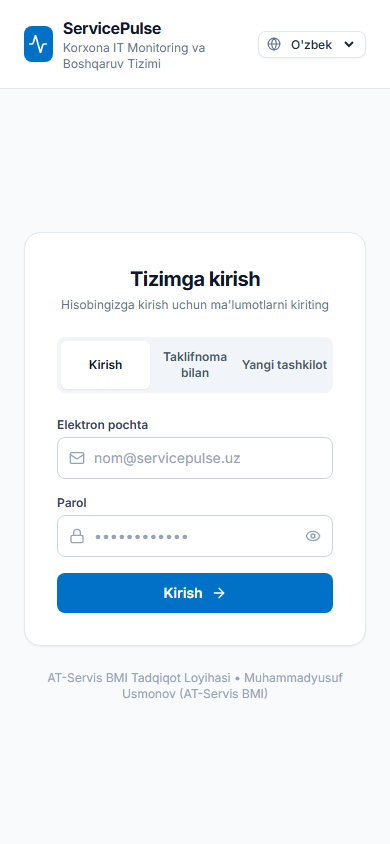 ServicePulse
Korxona IT Monitoring va
Boshqaruv Tizimi
O'zbek
Tizimga kirish
Hisobingizga kirish uchun ma'lumotlarni kiriting
Kirish
Taklifnoma
bilan
Yangi tashkilot
Elektron pochta
nom@servicepulse.uz
Parol
••••••••••••
Kirish →
AT-Servis BMI Tadqiqot Loyihasi • Muhammadyusuf
Usmonov (AT-Servis BMI)